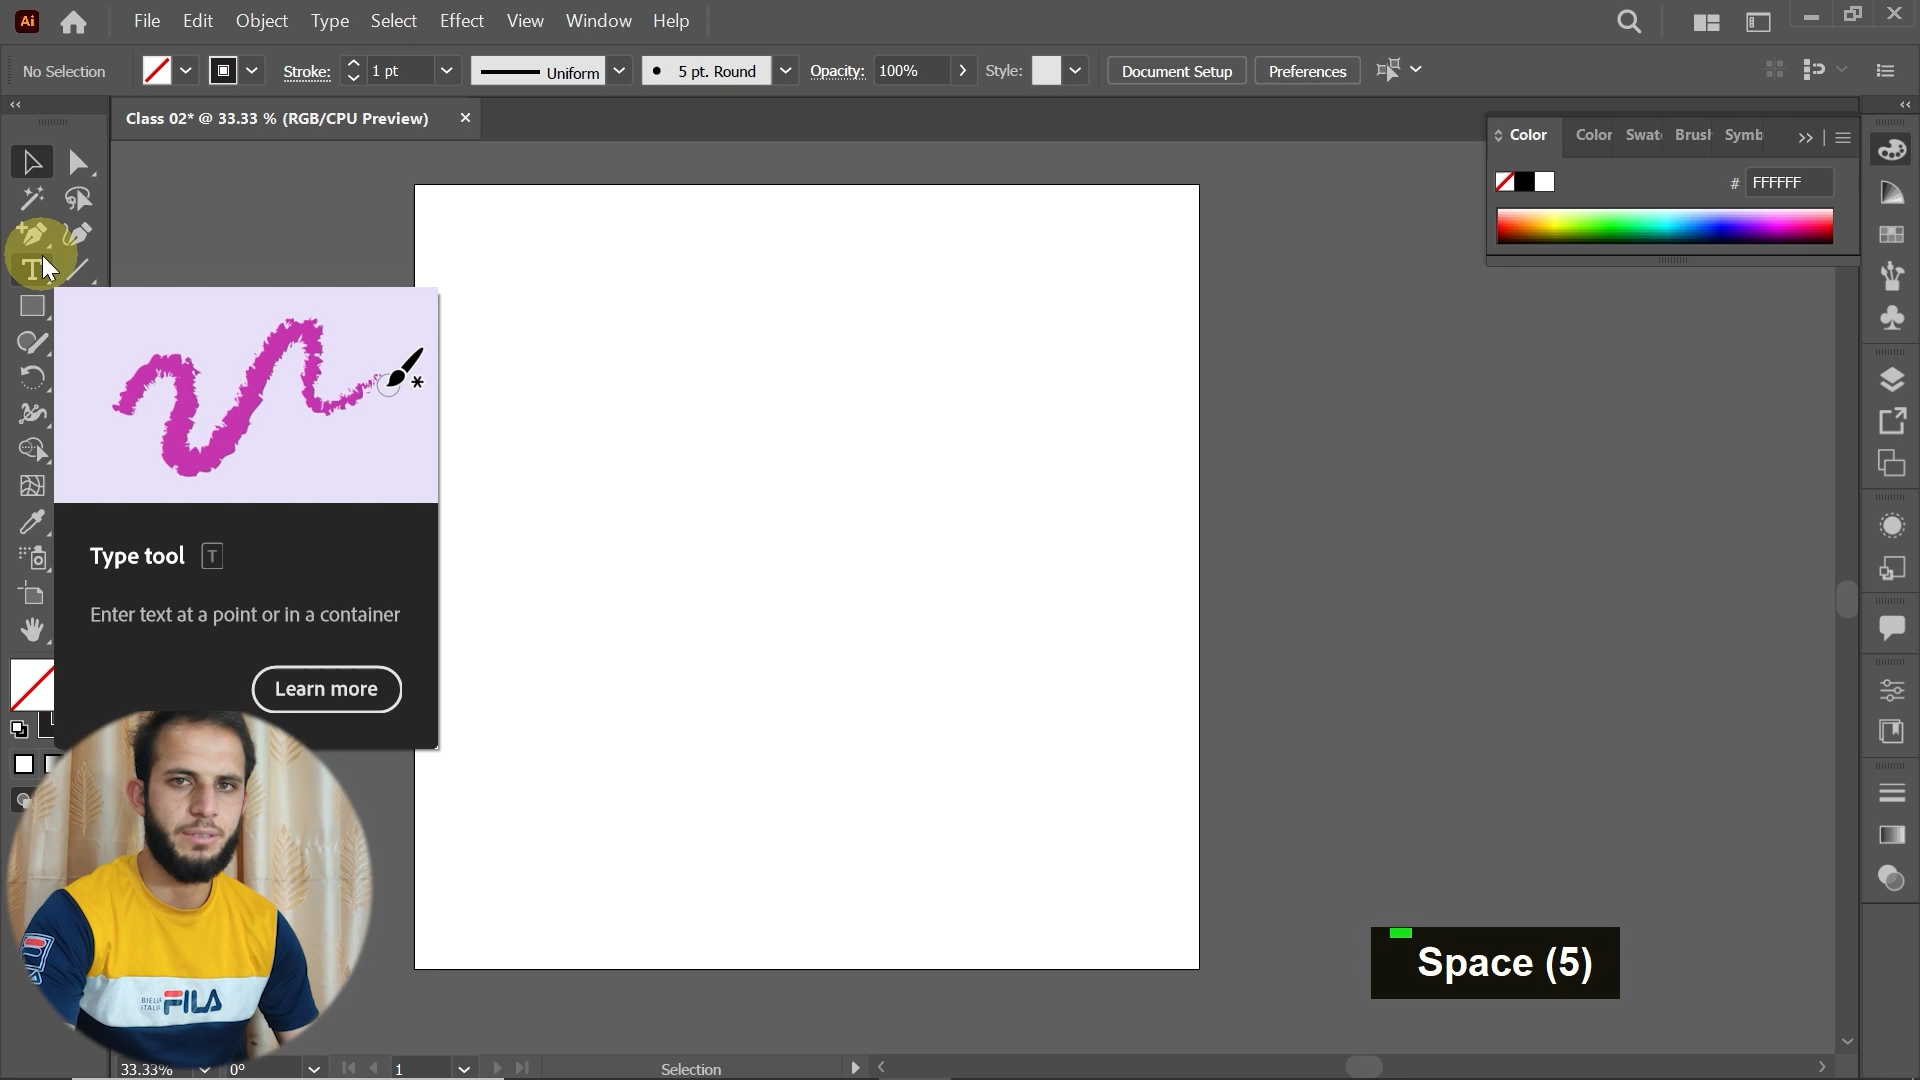 Ai
File Edit Object Type Select Effect View Window Help
No Selection
Stroke:
1 pt
Uniform
5 pt. Round
Opacity:
100%
Style:
Document Setup
Preferences
Class 02* @ 33.33 % (RGB/CPU Preview)
Color
Color
Swat
Brush
Symb
# FFFFFF
T
Type tool
T
Enter text at a point or in a container
Learn more
BIELLA
ITALIA
FILA
Space (5)
33.33%
0°
1
Selection